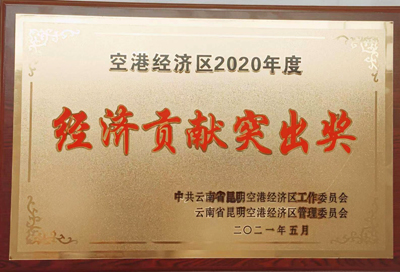 空港经济区2020年度
经济贡献突出奖
中共云南省昆明空港经济区工作委员会
云南省昆明空港经济区管理委员会
二〇二一年五月